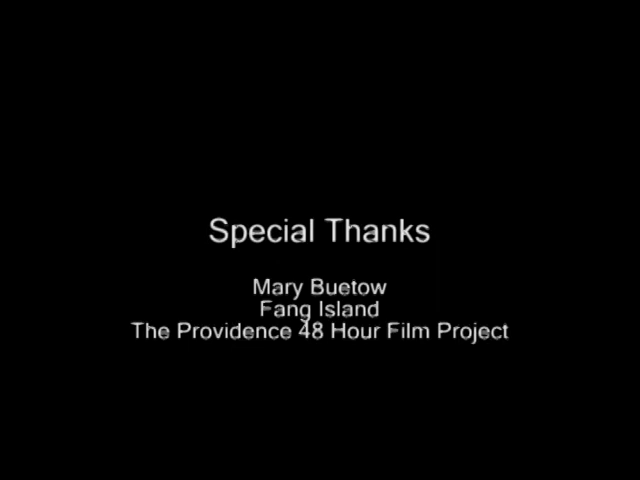 Special Thanks
Mary Buetow
Fang Island
The Providence 48 Hour Film Project